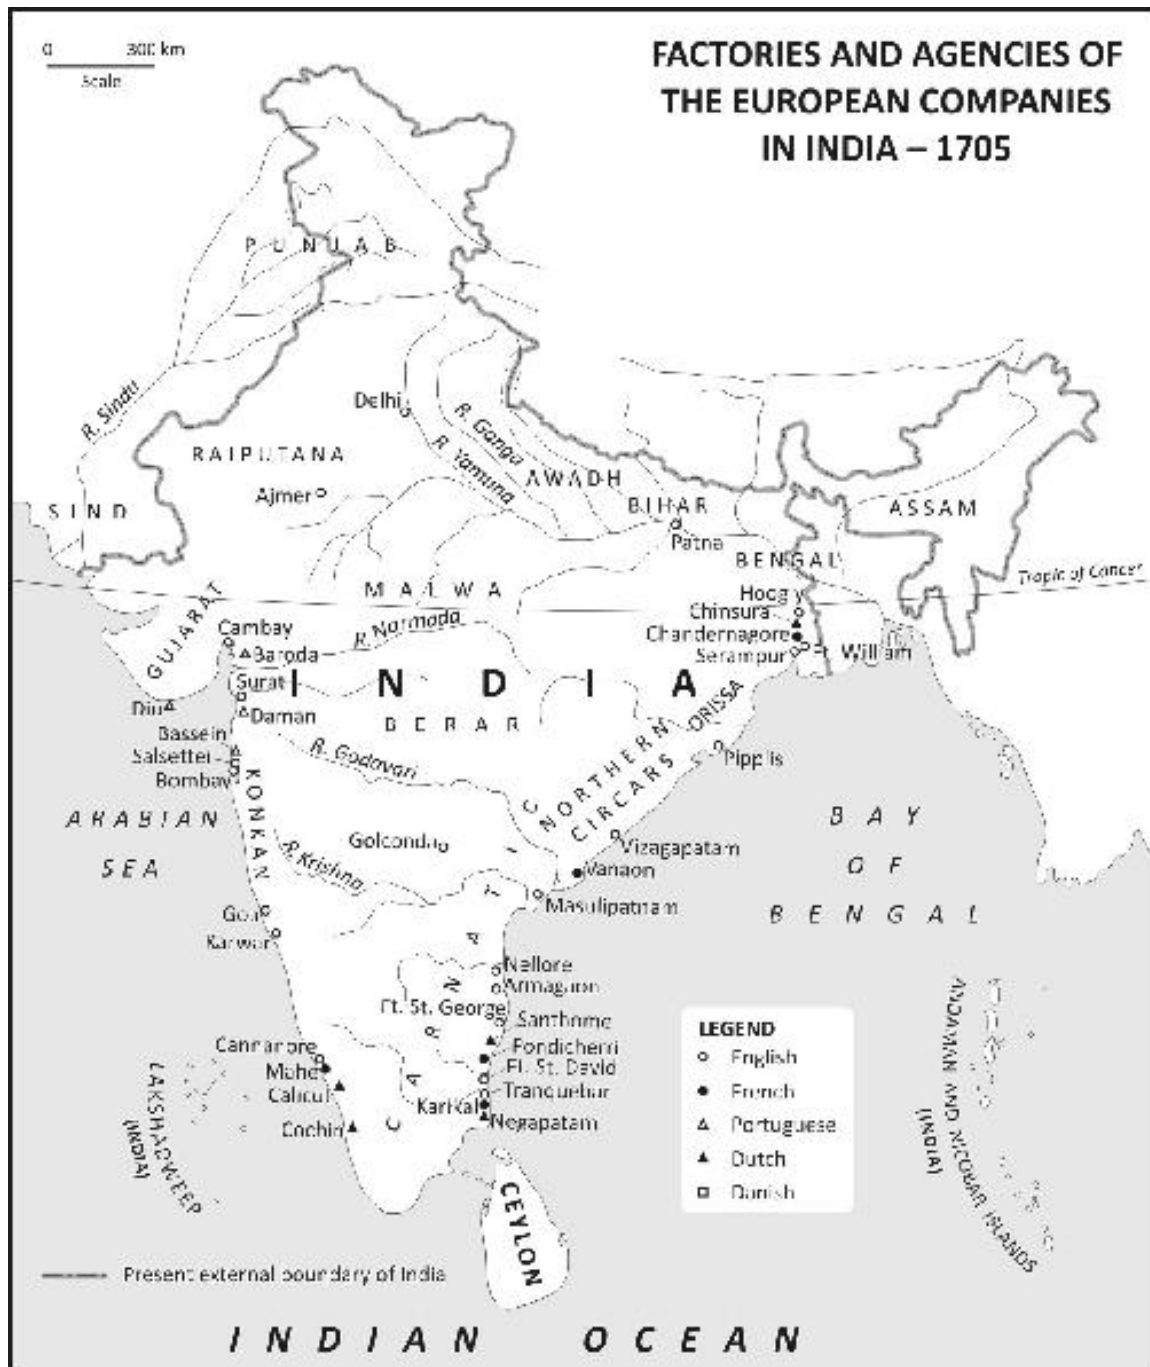 FACTORIES AND AGENCIES OF
THE EUROPEAN COMPANIES
IN INDIA – 1705
0 300 km
Scale
PUNJAB
R. Sindh
Delhi
R. Ganga
R. Yamuna
RAJPUTANA
AWADH
Ajmer
BIHAR
ASSAM
SIND
Patna
BENGAL
Tropic of Cancer
MALWA
Hoogly
Chinsura
Chandernagore
Serampur
Ft. William
GUJARAT
Cambay
R. Narmada
Baroda
Surat
INDIA
Diu
Daman
BERAR
ORISSA
Bassein
Salsettei
Bombay
R. Godavari
NORTHERN
CIRCARS
Pipplis
KONKAN
ARABIAN
SEA
Golconda
R. Krishna
Vizagapatam
Yanaon
Masulipatnam
BAY
OF
BENGAL
Goa
Karwar
CARNATIC
Nellore
Armagaon
Ft. St. George
Santhome
Pondicherri
Ft. St. David
Tranquebar
Karikal
Negapatam
Cannanore
Mahe
Calicut
Cochin
LAKSHADWEEP
(INDIA)
ANDAMAN AND NICOBAR ISLANDS
(INDIA)
LEGEND
English
French
Portuguese
Dutch
Danish
CEYLON
Present external boundary of India
INDIAN OCEAN